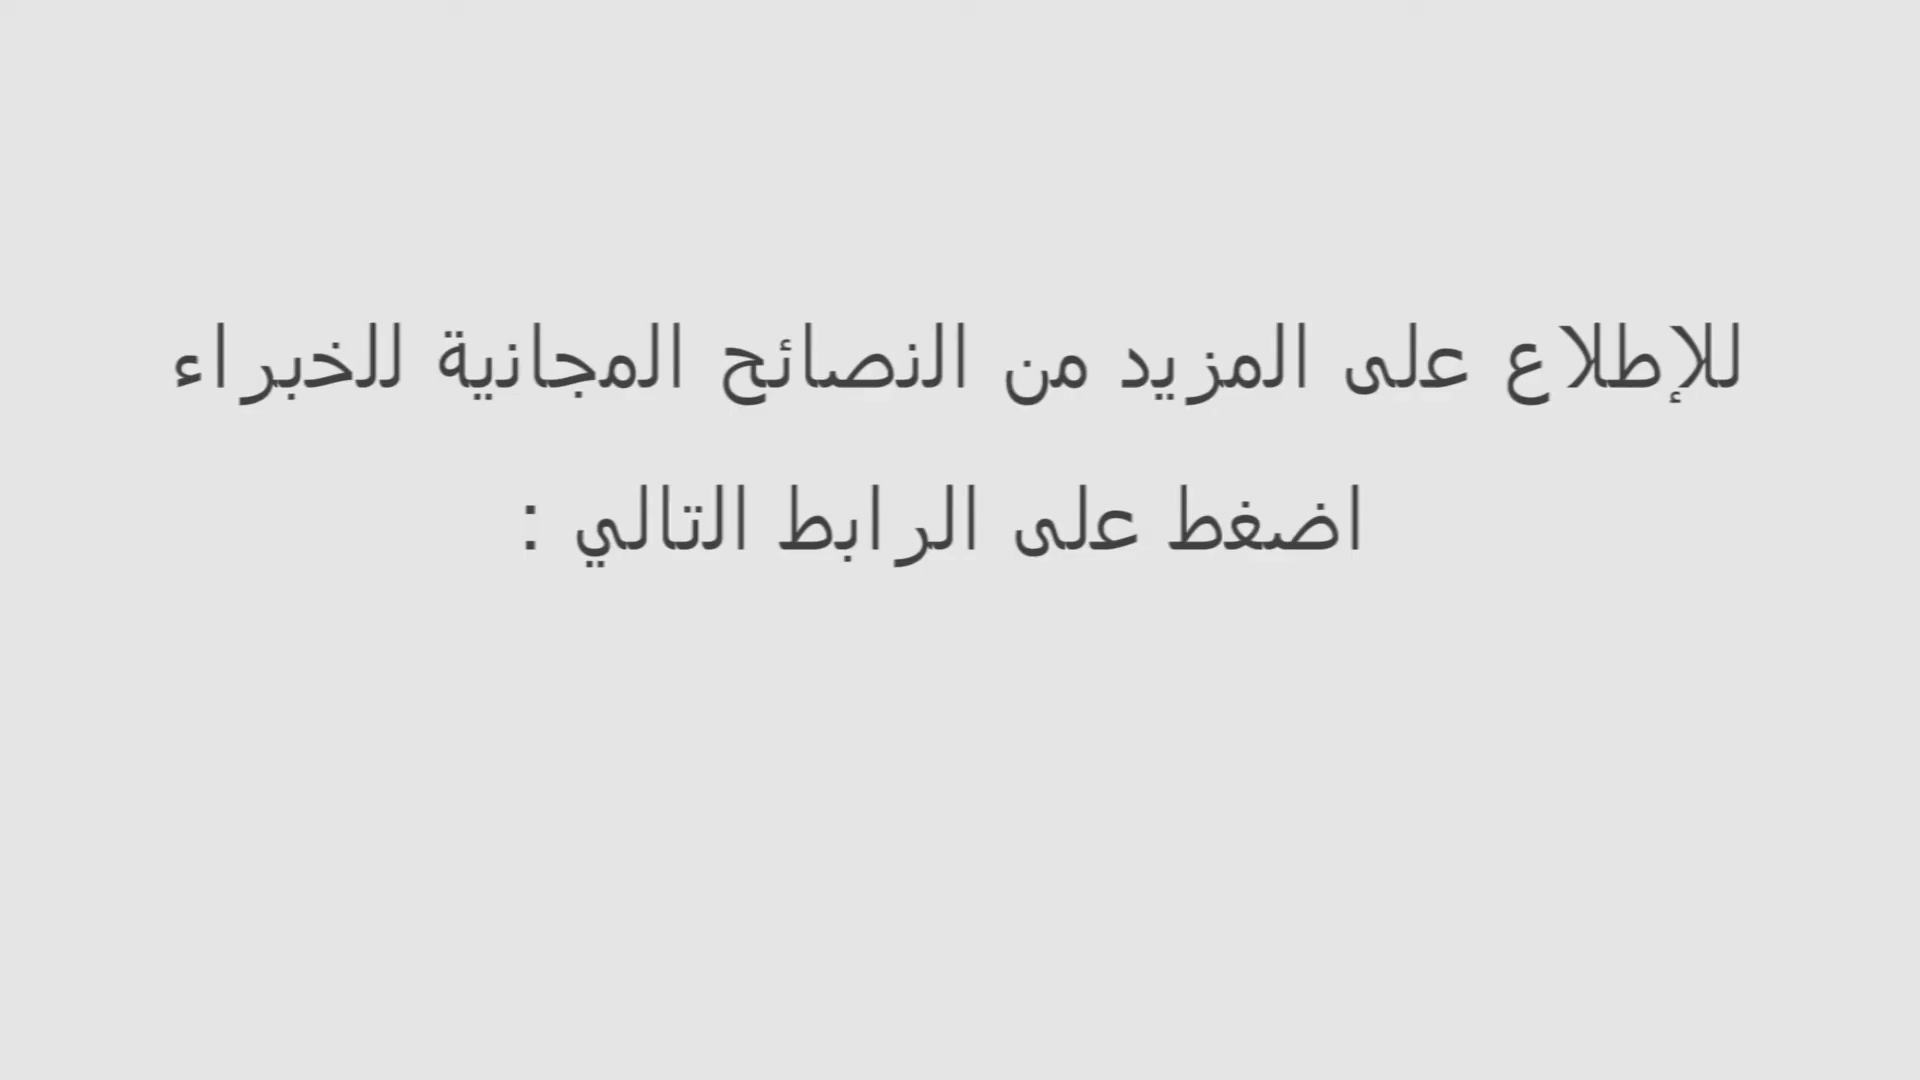 للإطلاع على المزيد من النصائح المجانية للخبراء
اضغط على الرابط التالي :